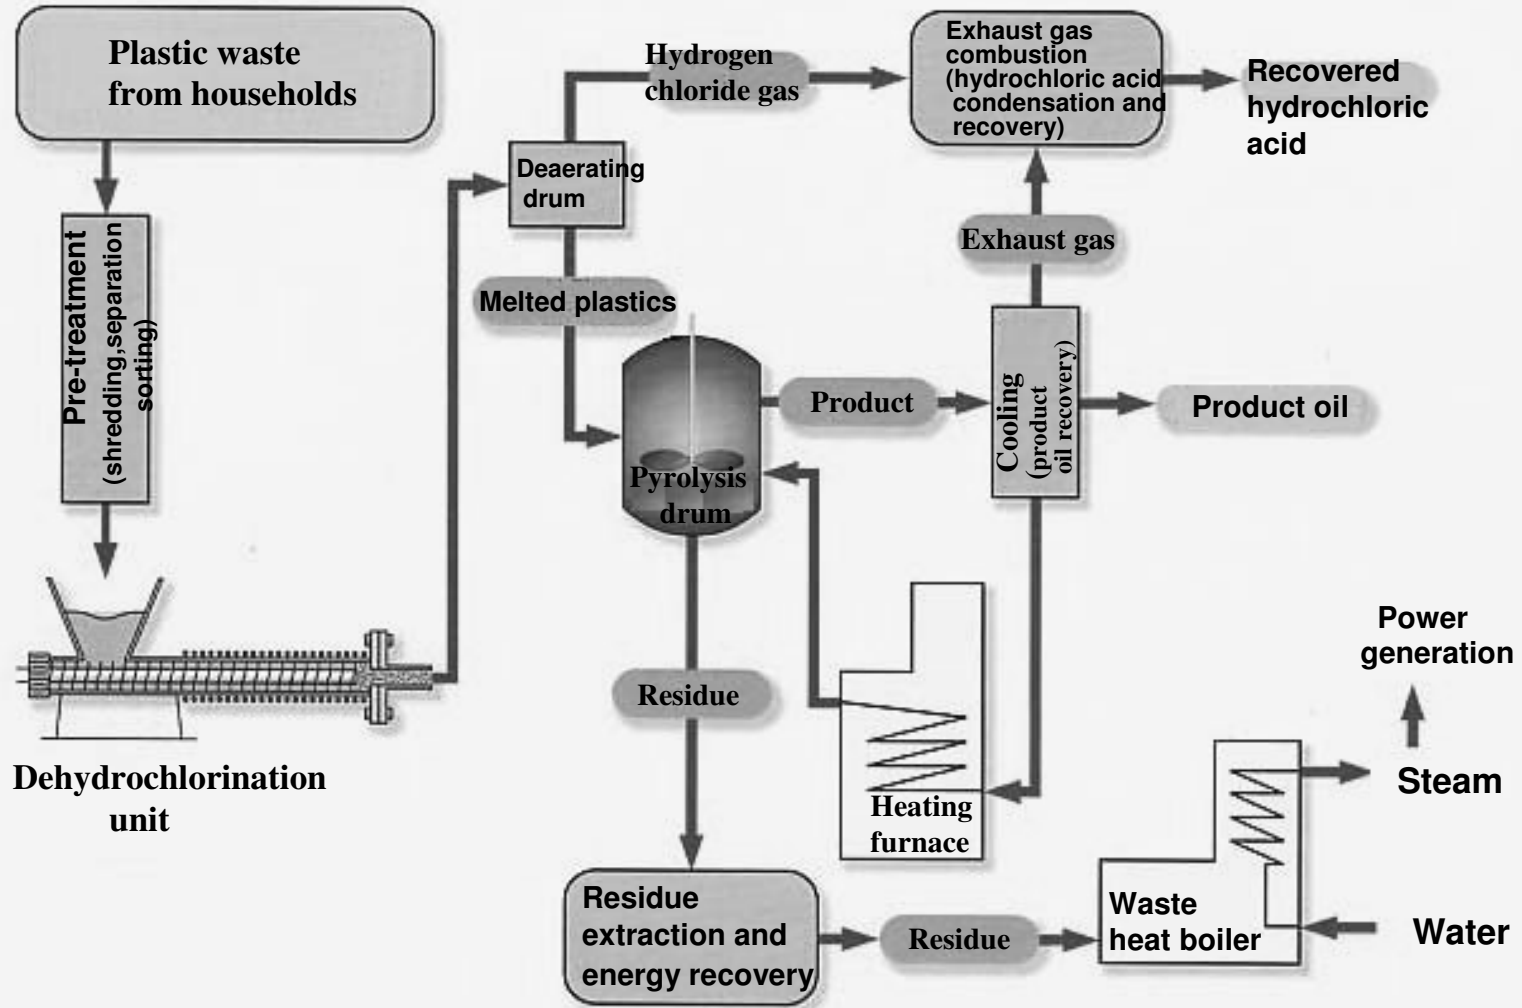 Plastic waste
from households
Pre-treatment
(shredding,separation
sorting)
Dehydrochlorination
unit
Deaerating
drum
Hydrogen
chloride gas
Exhaust gas
combustion
(hydrochloric acid
condensation and
recovery)
Recovered
hydrochloric
acid
Exhaust gas
Melted plastics
Pyrolysis
drum
Product
Cooling
(product
oil recovery)
Product oil
Heating
furnace
Residue
Residue
extraction and
energy recovery
Residue
Waste
heat boiler
Power
generation
Steam
Water